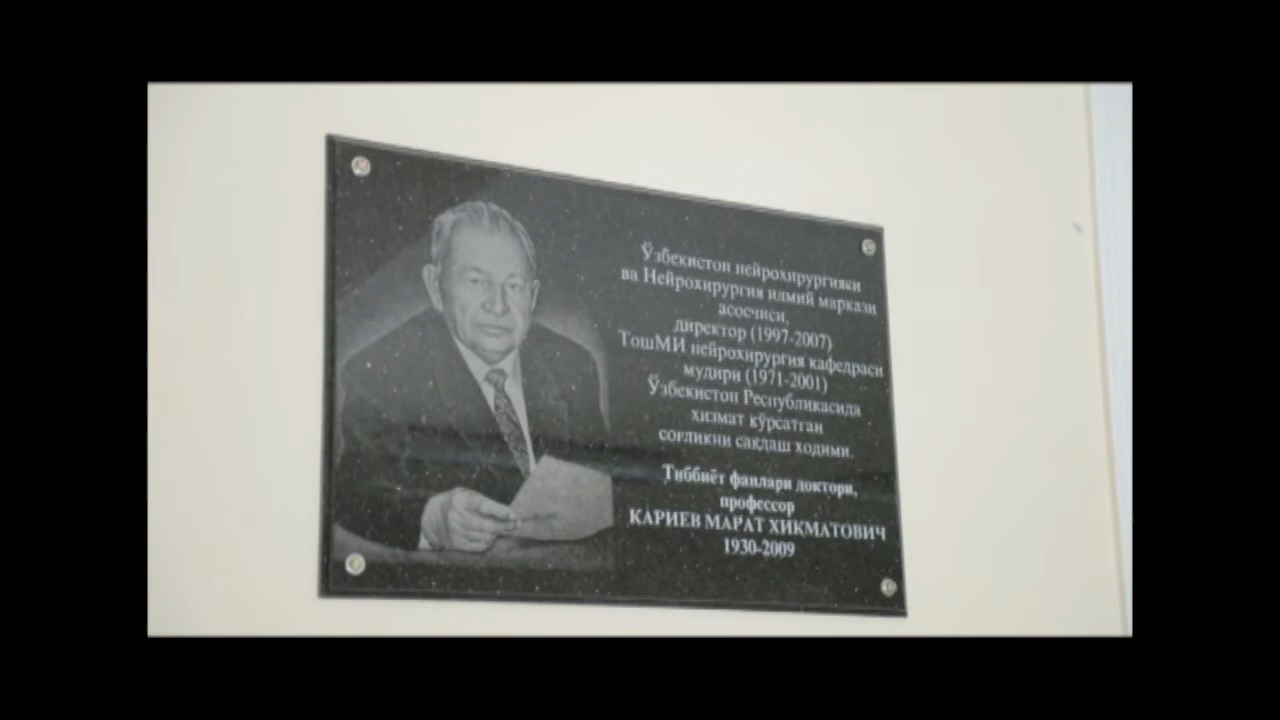 Ўзбекистон нейрохирургияси
ва Нейрохирургия илмий маркази
асосчиси,
директор (1997-2007)
ТошМИ нейрохирургия кафедраси
мудири (1971-2001)
Ўзбекистон Республикасида
хизмат кўрсатган
соғликни сақлаш ходими.
Тиббиёт фанлари доктори,
профессор
КАРИЕВ МАРАТ ХИКМАТОВИЧ
1930-2009